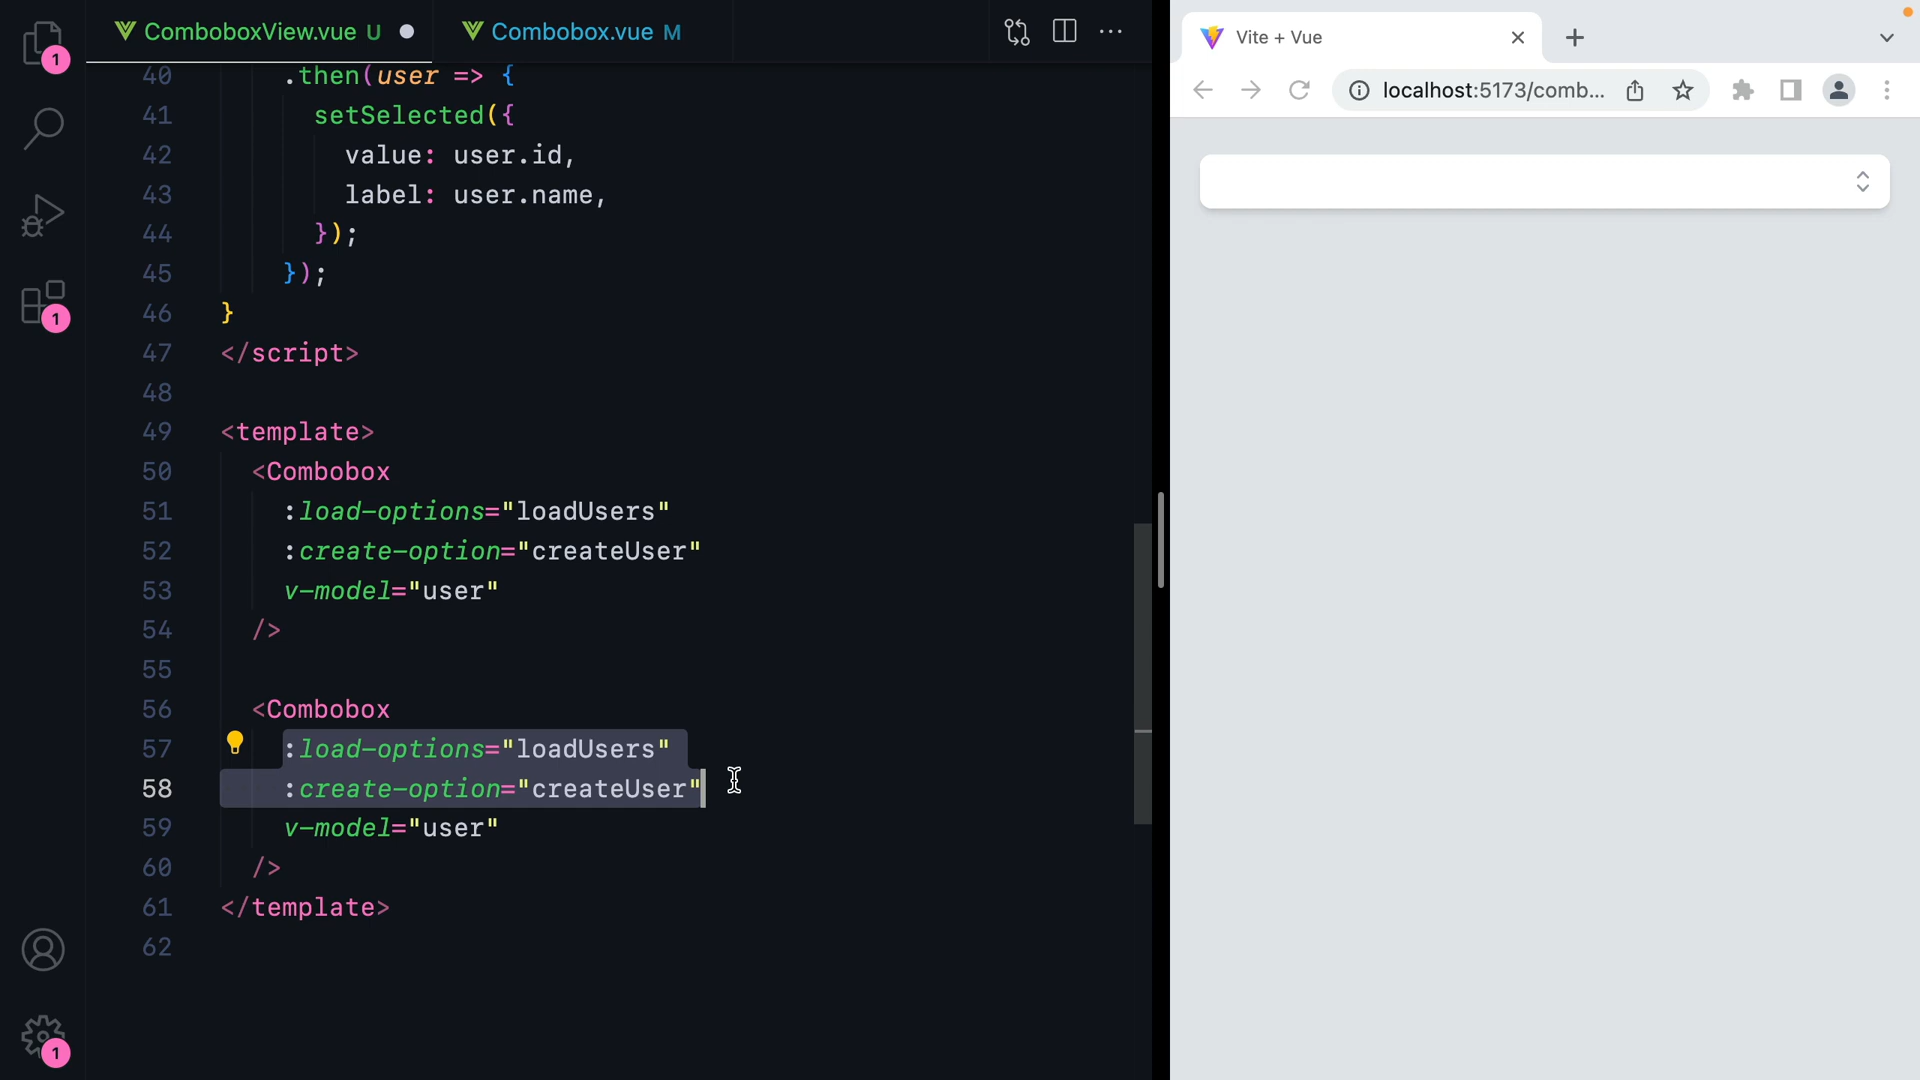 ComboboxView.vue U
Combobox.vue M
Vite + Vue
localhost:5173/comb...
40 .then(user => {
41 setSelected({
42 value: user.id,
43 label: user.name,
44 });
45 });
46 }
47 </script>
48
49 <template>
50 <Combobox
51 :load-options="loadUsers"
52 :create-option="createUser"
53 v-model="user"
54 />
55
56 <Combobox
57 :load-options="loadUsers"
58 :create-option="createUser"
59 v-model="user"
60 />
61 </template>
62
1
1
1